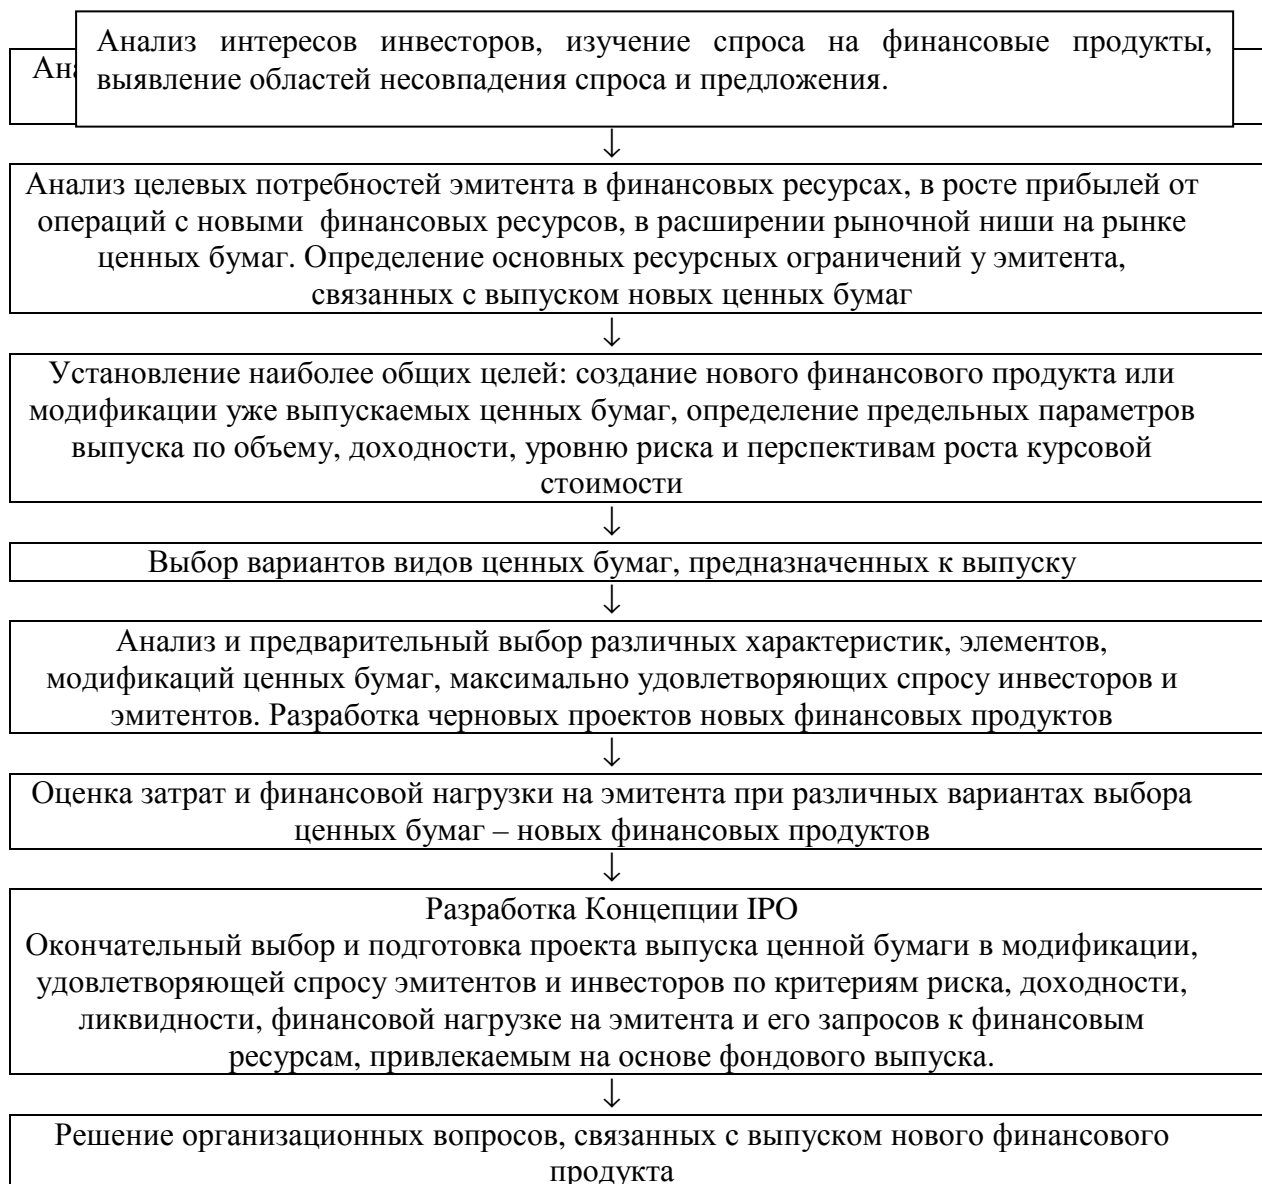 Анализ интересов инвесторов, изучение спроса на финансовые продукты,
выявление областей несовпадения спроса и предложения.
↓
Анализ целевых потребностей эмитента в финансовых ресурсах, в росте прибылей от
операций с новыми финансовых ресурсов, в расширении рыночной ниши на рынке
ценных бумаг. Определение основных ресурсных ограничений у эмитента,
связанных с выпуском новых ценных бумаг
↓
Установление наиболее общих целей: создание нового финансового продукта или
модификации уже выпускаемых ценных бумаг, определение предельных параметров
выпуска по объему, доходности, уровню риска и перспективам роста курсовой
стоимости
↓
Выбор вариантов видов ценных бумаг, предназначенных к выпуску
↓
Анализ и предварительный выбор различных характеристик, элементов,
модификаций ценных бумаг, максимально удовлетворяющих спросу инвесторов и
эмитентов. Разработка черновых проектов новых финансовых продуктов
↓
Оценка затрат и финансовой нагрузки на эмитента при различных вариантах выбора
ценных бумаг – новых финансовых продуктов
↓
Разработка Концепции IPO
Окончательный выбор и подготовка проекта выпуска ценной бумаги в модификации,
удовлетворяющей спросу эмитентов и инвесторов по критериям риска, доходности,
ликвидности, финансовой нагрузке на эмитента и его запросов к финансовым
ресурсам, привлекаемым на основе фондового выпуска.
↓
Решение организационных вопросов, связанных с выпуском нового финансового
продукта